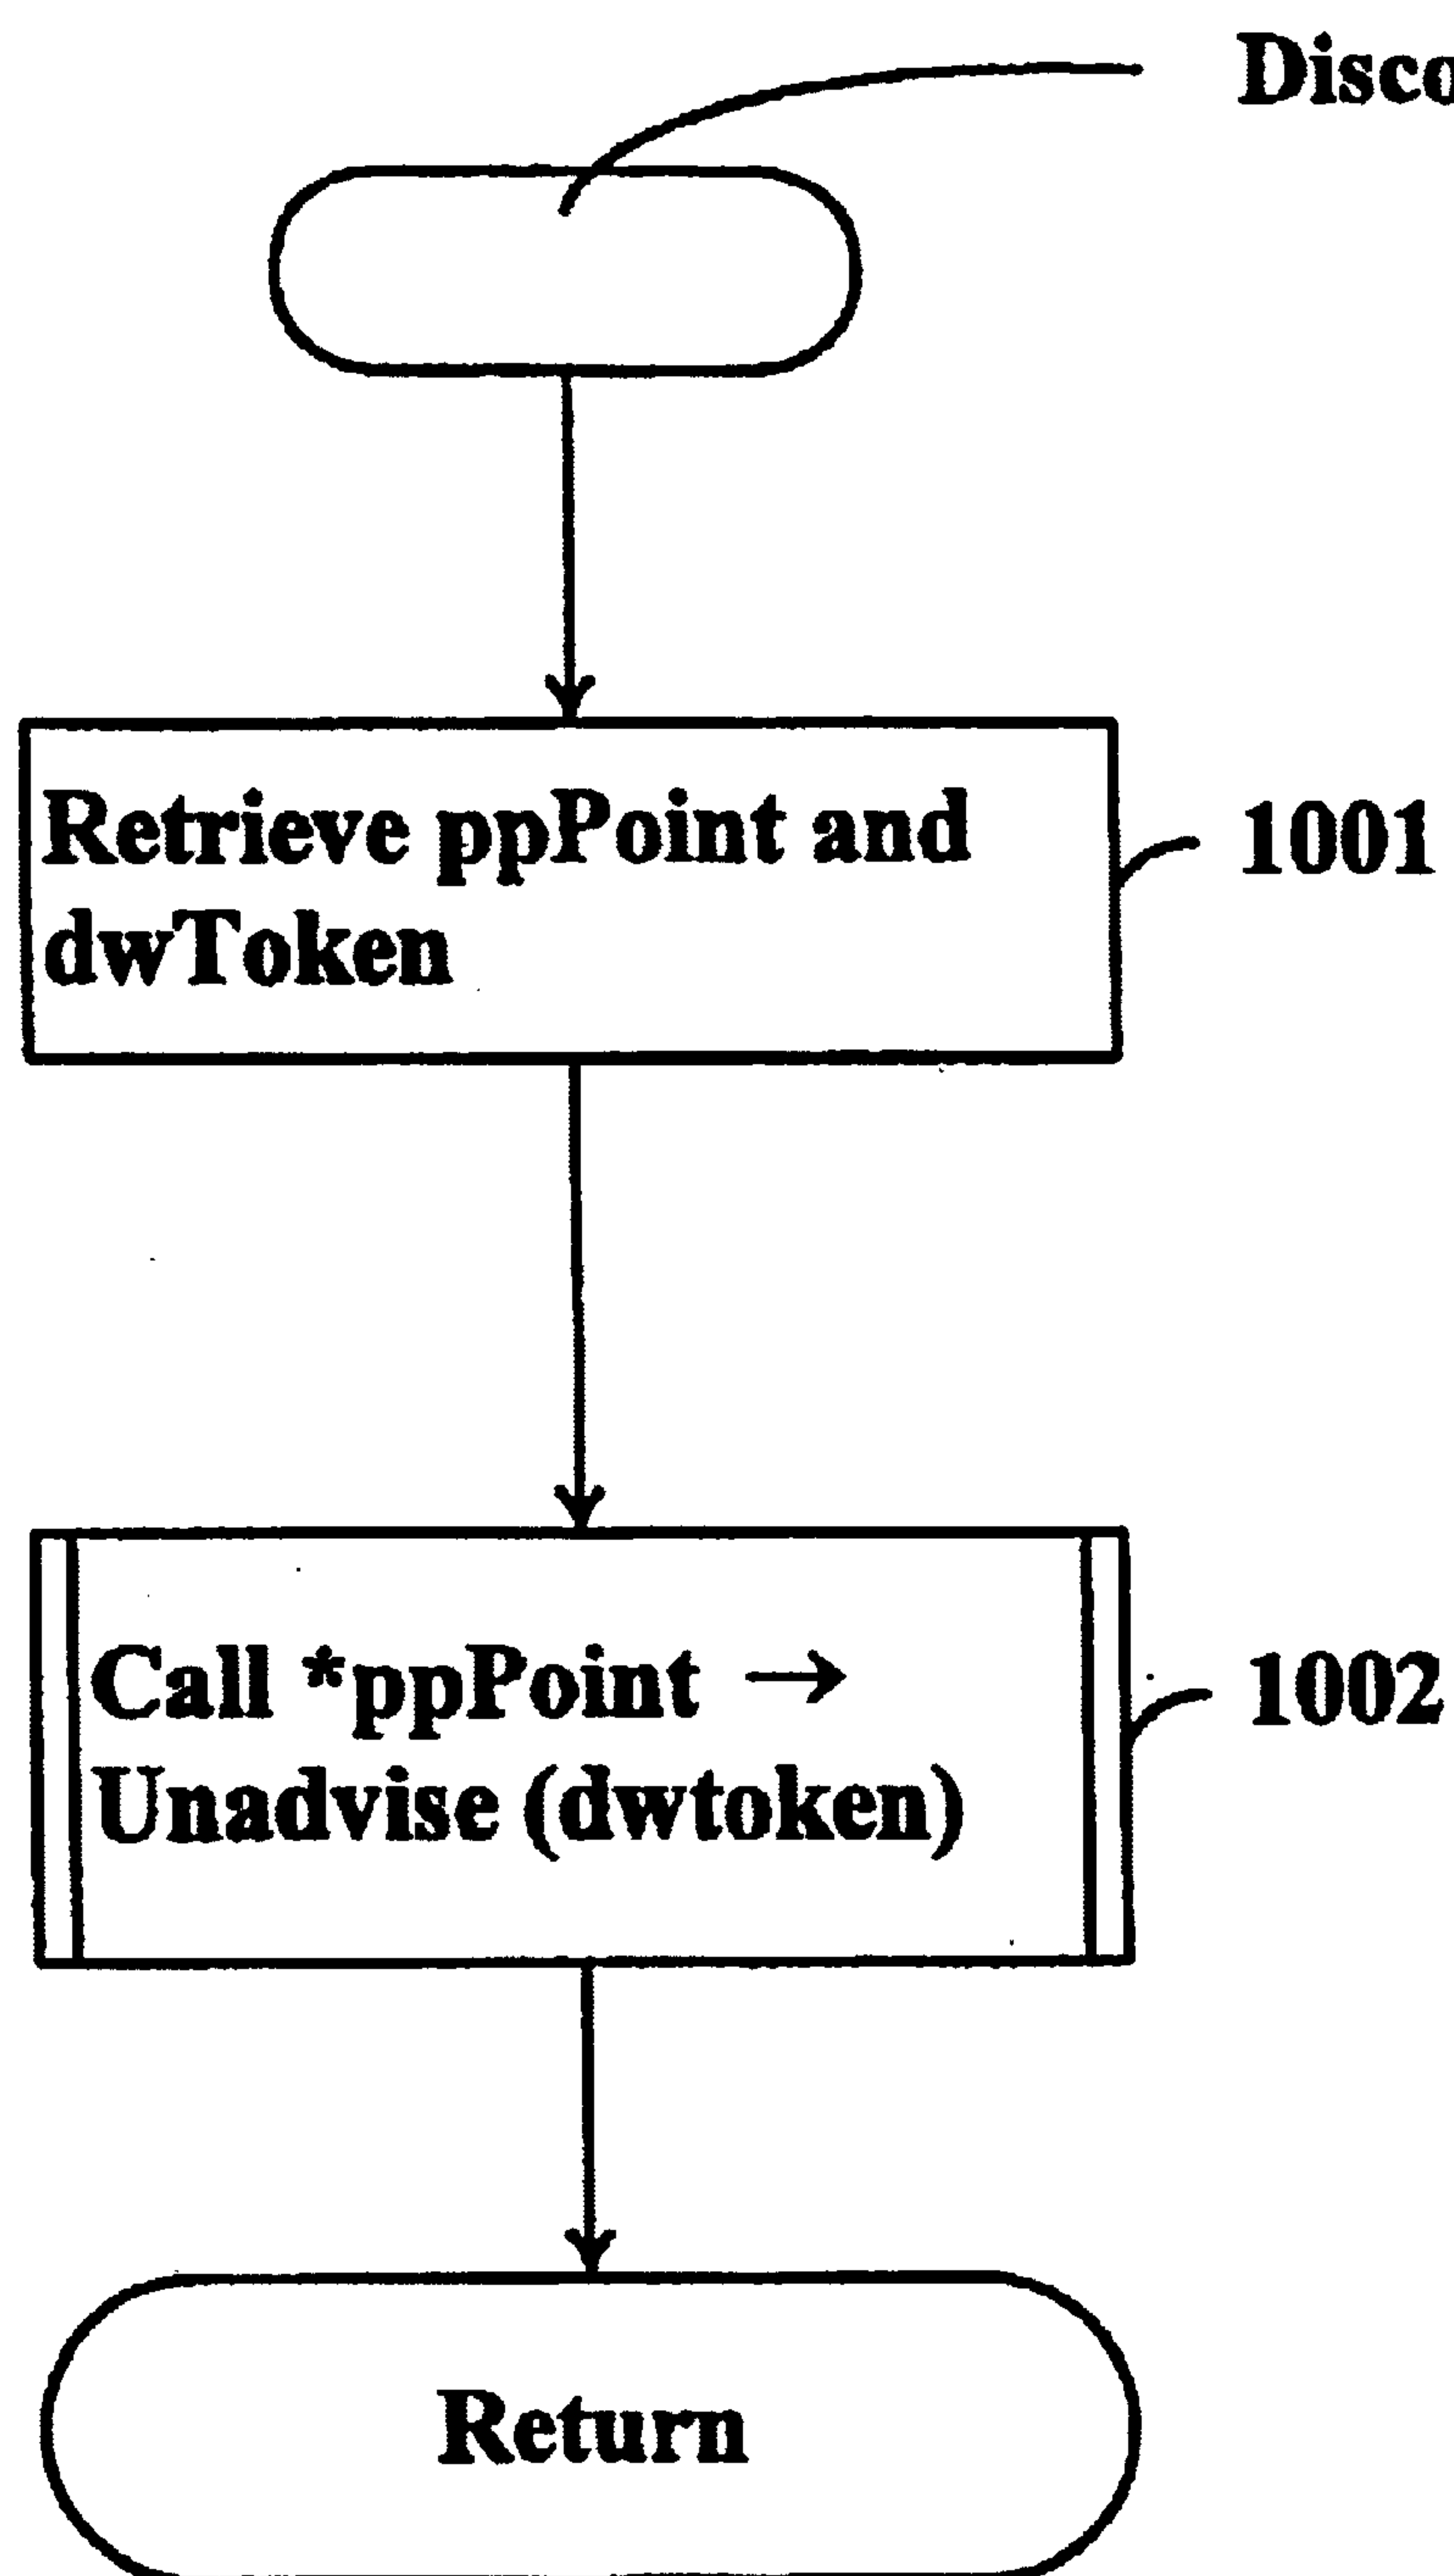 Disco
Retrieve ppPoint and
dwToken
1001
Call *ppPoint →
Unadvise (dwtoken)
1002
Return